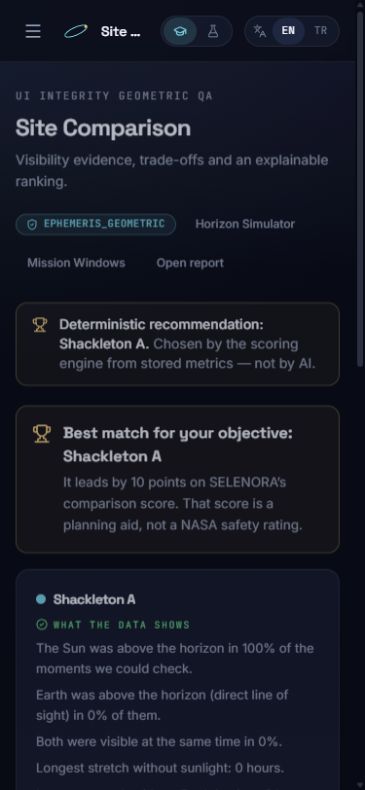 Site ...
EN
TR
UI INTEGRITY GEOMETRIC QA
Site Comparison
Visibility evidence, trade-offs and an explainable
ranking.
EPHEMERIS_GEOMETRIC
Horizon Simulator
Mission Windows
Open report
Deterministic recommendation:
Shackleton A. Chosen by the scoring
engine from stored metrics — not by AI.
Best match for your objective:
Shackleton A
It leads by 10 points on SELENORA's
comparison score. That score is a
planning aid, not a NASA safety rating.
Shackleton A
WHAT THE DATA SHOWS
The Sun was above the horizon in 100% of the
moments we could check.
Earth was above the horizon (direct line of
sight) in 0% of them.
Both were visible at the same time in 0%.
Longest stretch without sunlight: 0 hours.